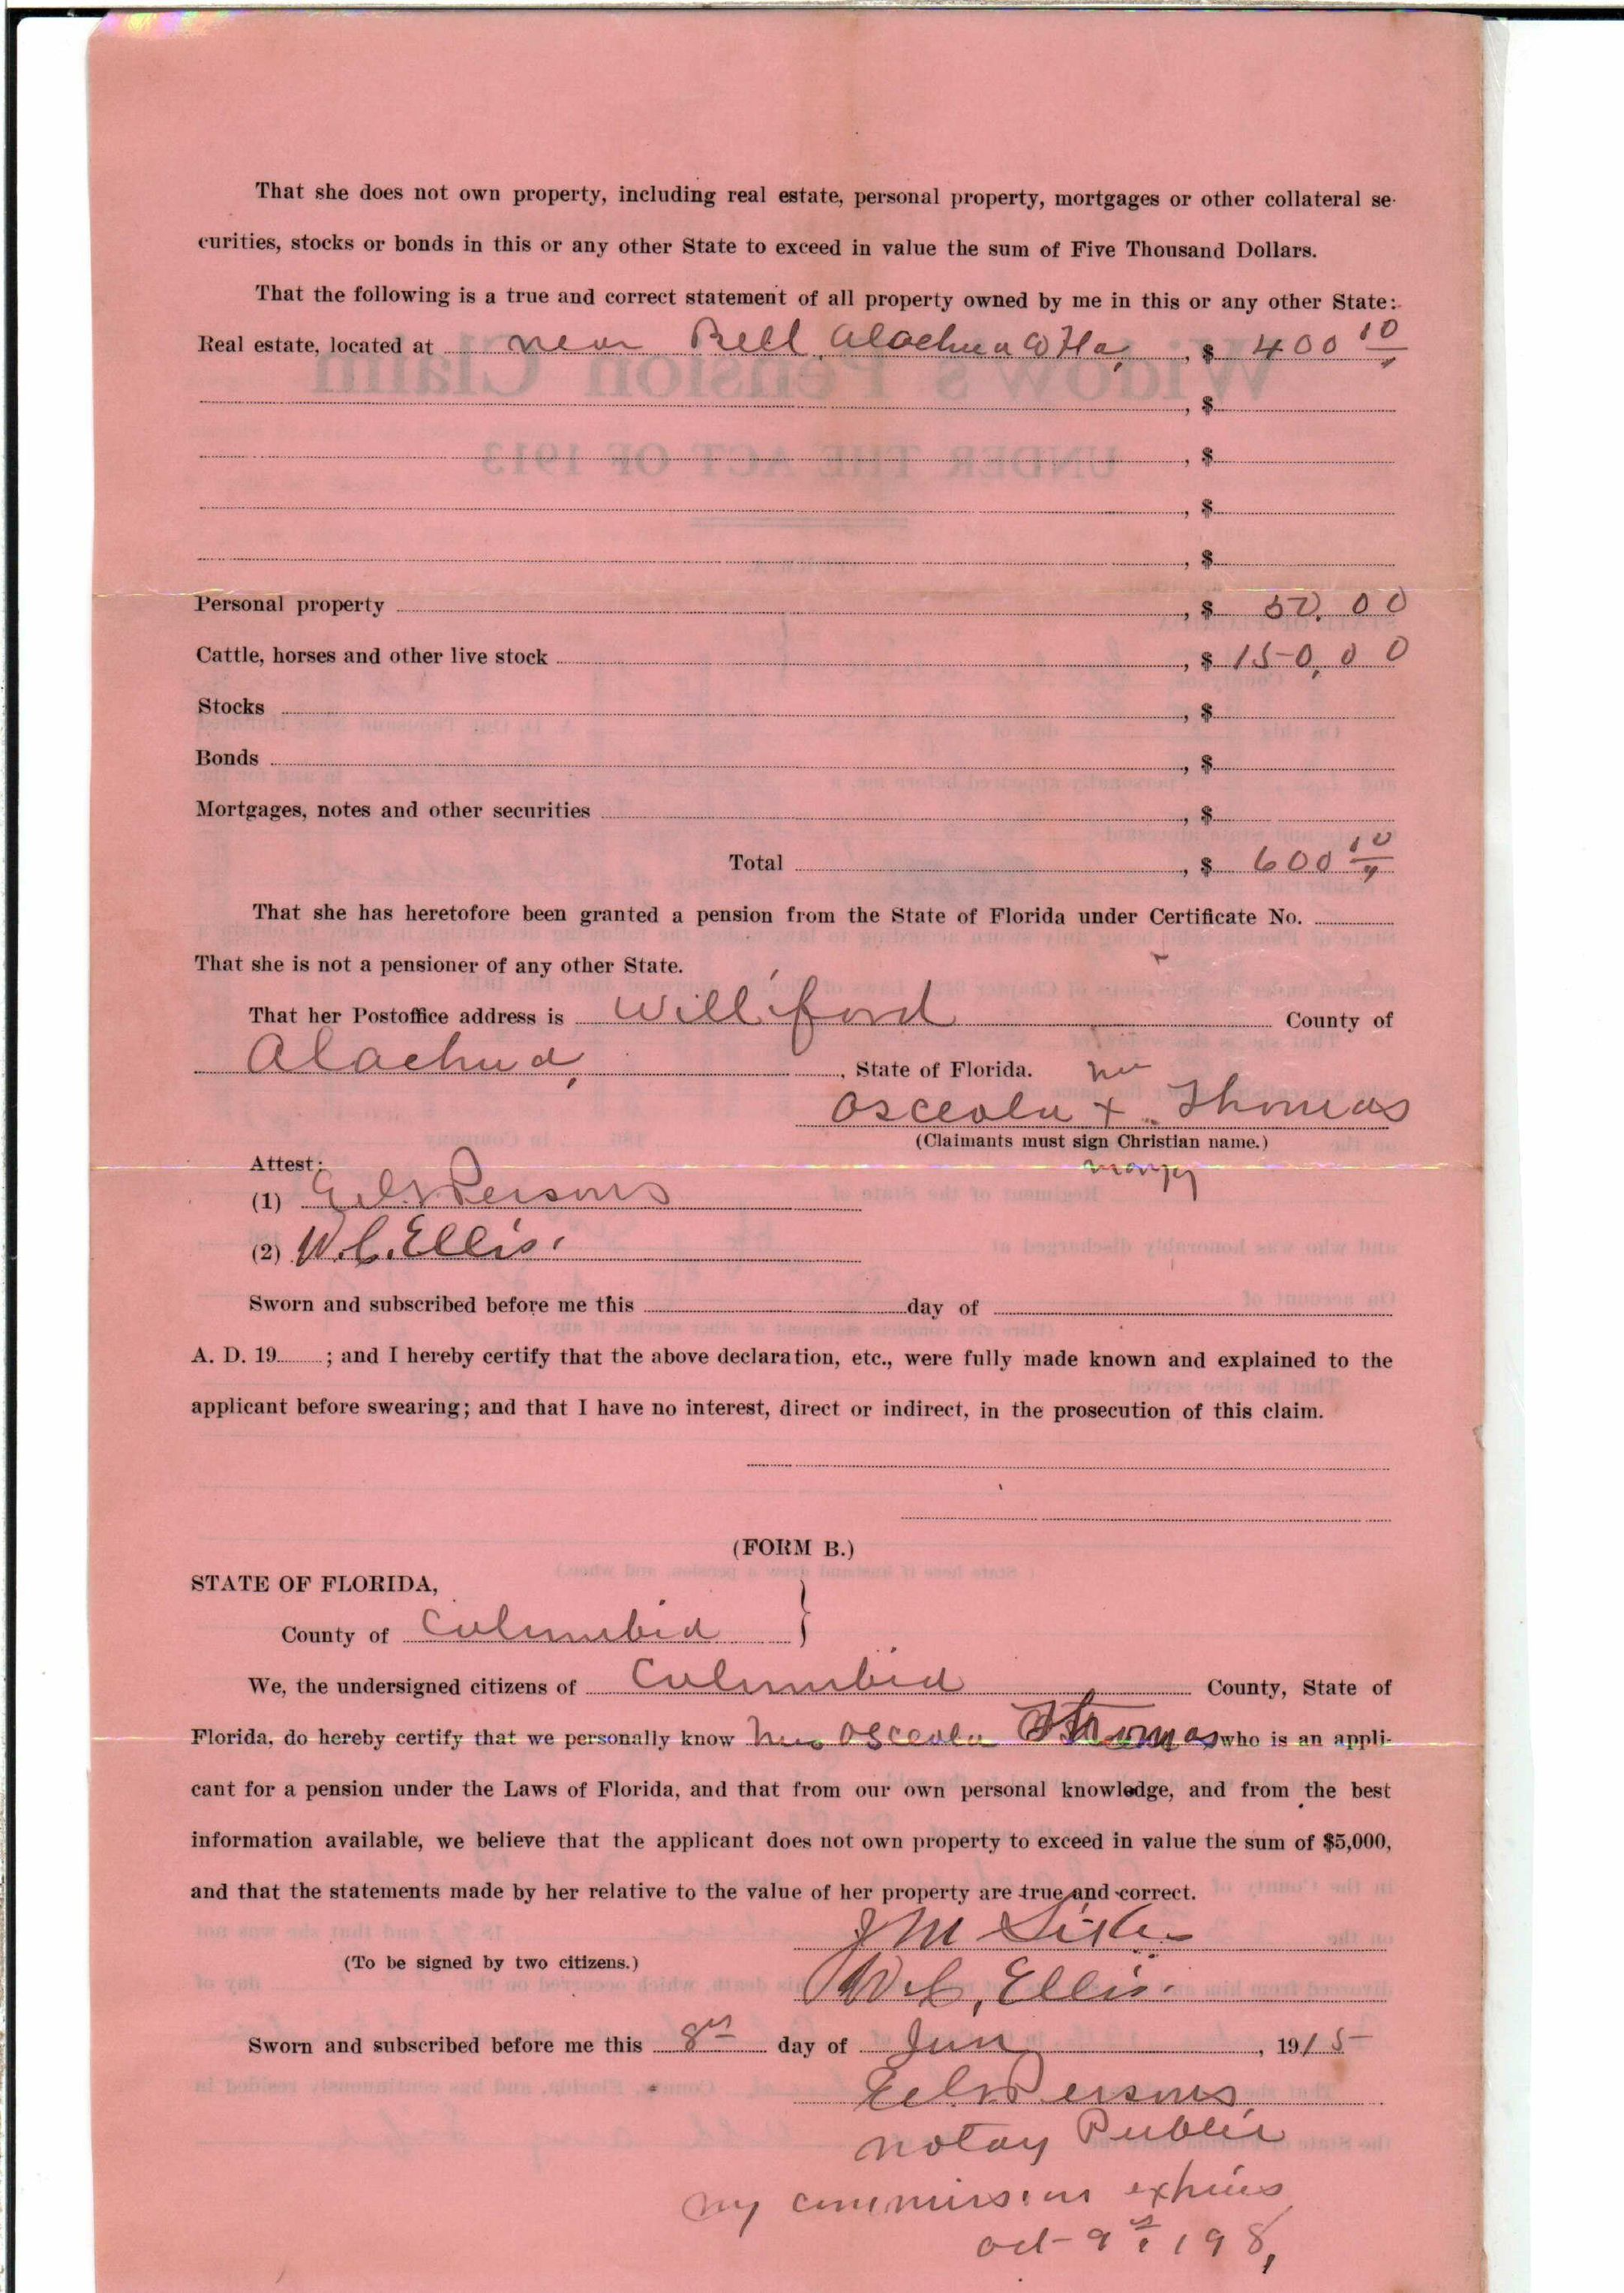 That she does not own property, including real estate, personal property, mortgages or other collateral se-
curities, stocks or bonds in this or any other State to exceed in value the sum of Five Thousand Dollars.
That the following is a true and correct statement of all property owned by me in this or any other State:
Real estate, located at near Bell Alachua Co Fla, $ 400
, $
, $
, $
, $
Personal property , $ 50.00
Cattle, horses and other live stock , $ 150,00
Stocks , $
Bonds , $
Mortgages, notes and other securities , $
Total , $ 600
That she has heretofore been granted a pension from the State of Florida under Certificate No.
That she is not a pensioner of any other State.
That her Postoffice address is Williford County of
Alachua, , State of Florida.
Osceola x Thomas
(Claimants must sign Christian name.)
Attest:
(1) Persons
(2) W.C. Ellis.
Sworn and subscribed before me this day of
A. D. 19 ; and I hereby certify that the above declaration, etc., were fully made known and explained to the
applicant before swearing; and that I have no interest, direct or indirect, in the prosecution of this claim.
(FORM B.)
STATE OF FLORIDA,
County of Columbia }
We, the undersigned citizens of Columbia County, State of
Florida, do hereby certify that we personally know Mrs Osceola Thomas who is an appli-
cant for a pension under the Laws of Florida, and that from our own personal knowledge, and from the best
information available, we believe that the applicant does not own property to exceed in value the sum of $5,000,
and that the statements made by her relative to the value of her property are true and correct.
J M
(To be signed by two citizens.)
W.C. Ellis.
Sworn and subscribed before me this 8th day of Jun , 1915
Persons
Notay Public
my commission expires
oct 9th 198,